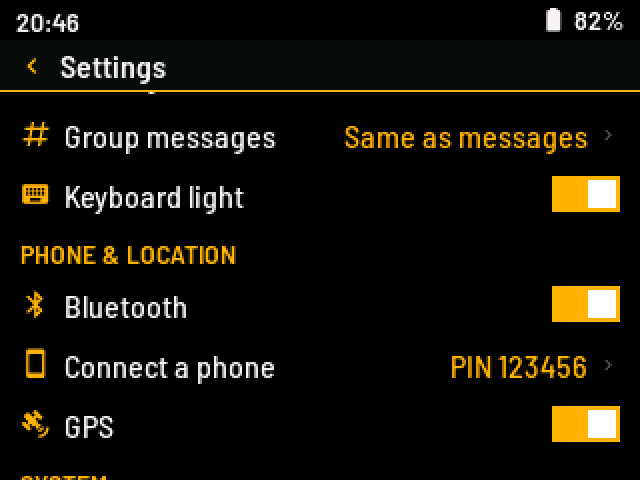 20:46 82%
Settings
Group messages Same as messages
Keyboard light
PHONE & LOCATION
Bluetooth
Connect a phone PIN 123456
GPS
SYSTEM